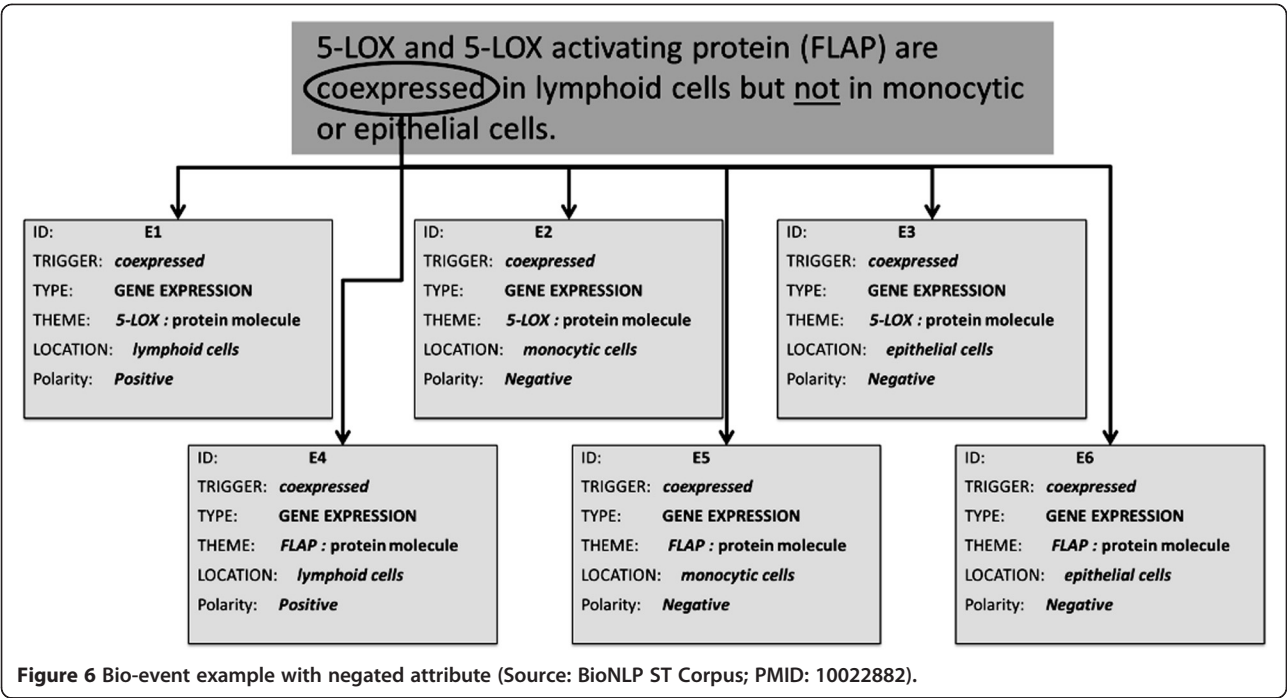 5-LOX and 5-LOX activating protein (FLAP) are
coexpressed in lymphoid cells but not in monocytic
or epithelial cells.
ID: E1
TRIGGER: coexpressed
TYPE: GENE EXPRESSION
THEME: 5-LOX : protein molecule
LOCATION: lymphoid cells
Polarity: Positive
ID: E2
TRIGGER: coexpressed
TYPE: GENE EXPRESSION
THEME: 5-LOX : protein molecule
LOCATION: monocytic cells
Polarity: Negative
ID: E3
TRIGGER: coexpressed
TYPE: GENE EXPRESSION
THEME: 5-LOX : protein molecule
LOCATION: epithelial cells
Polarity: Negative
ID: E4
TRIGGER: coexpressed
TYPE: GENE EXPRESSION
THEME: FLAP : protein molecule
LOCATION: lymphoid cells
Polarity: Positive
ID: E5
TRIGGER: coexpressed
TYPE: GENE EXPRESSION
THEME: FLAP : protein molecule
LOCATION: monocytic cells
Polarity: Negative
ID: E6
TRIGGER: coexpressed
TYPE: GENE EXPRESSION
THEME: FLAP : protein molecule
LOCATION: epithelial cells
Polarity: Negative
Figure 6 Bio-event example with negated attribute (Source: BioNLP ST Corpus; PMID: 10022882).